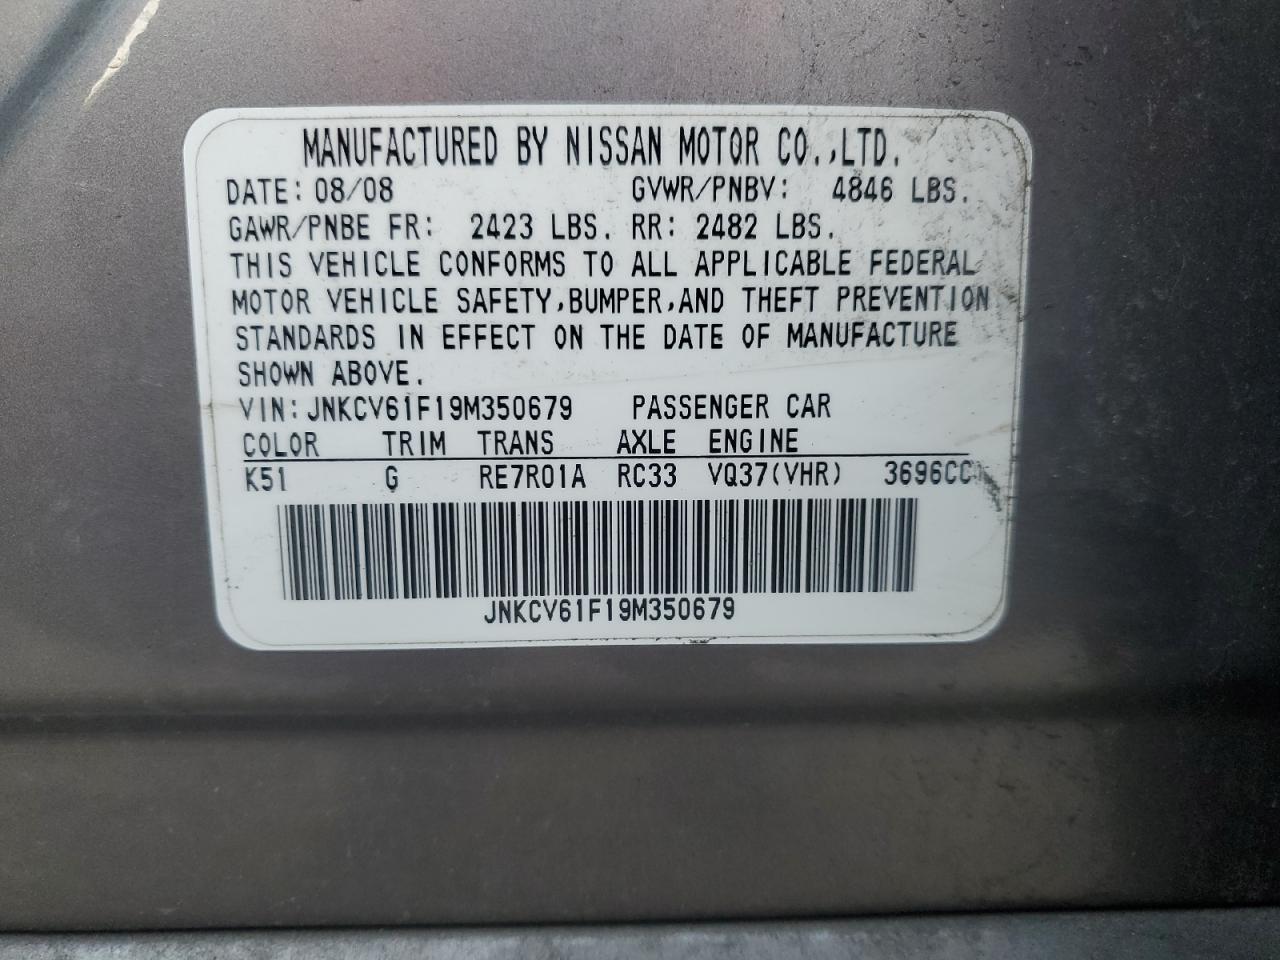 MANUFACTURED BY NISSAN MOTOR CO.,LTD.
DATE: 08/08 GVWR/PNBV: 4846 LBS.
GAWR/PNBE FR: 2423 LBS. RR: 2482 LBS.
THIS VEHICLE CONFORMS TO ALL APPLICABLE FEDERAL
MOTOR VEHICLE SAFETY,BUMPER,AND THEFT PREVENTION
STANDARDS IN EFFECT ON THE DATE OF MANUFACTURE
SHOWN ABOVE.
VIN: JNKCV61F19M350679 PASSENGER CAR
COLOR TRIM TRANS AXLE ENGINE
K51 G RE7R01A RC33 VQ37(VHR) 3696CC
JNKCV61F19M350679